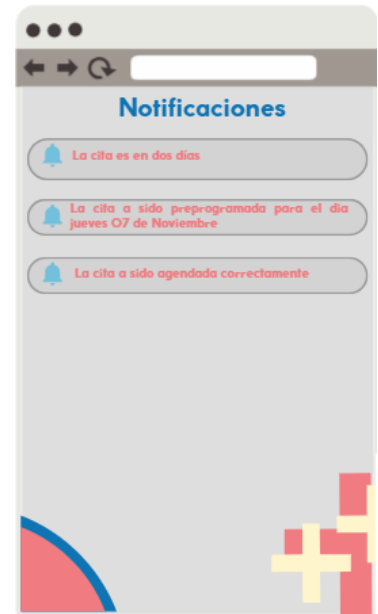 Notificaciones
La cita es en dos días
La cita a sido preprogramada para el dia
jueves 07 de Noviembre
La cita a sido agendada correctamente